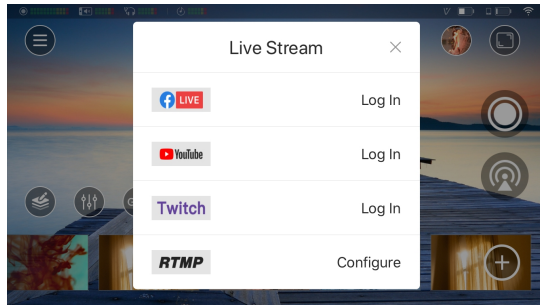 Live Stream
LIVE Log In
YouTube Log In
Twitch Log In
RTMP Configure